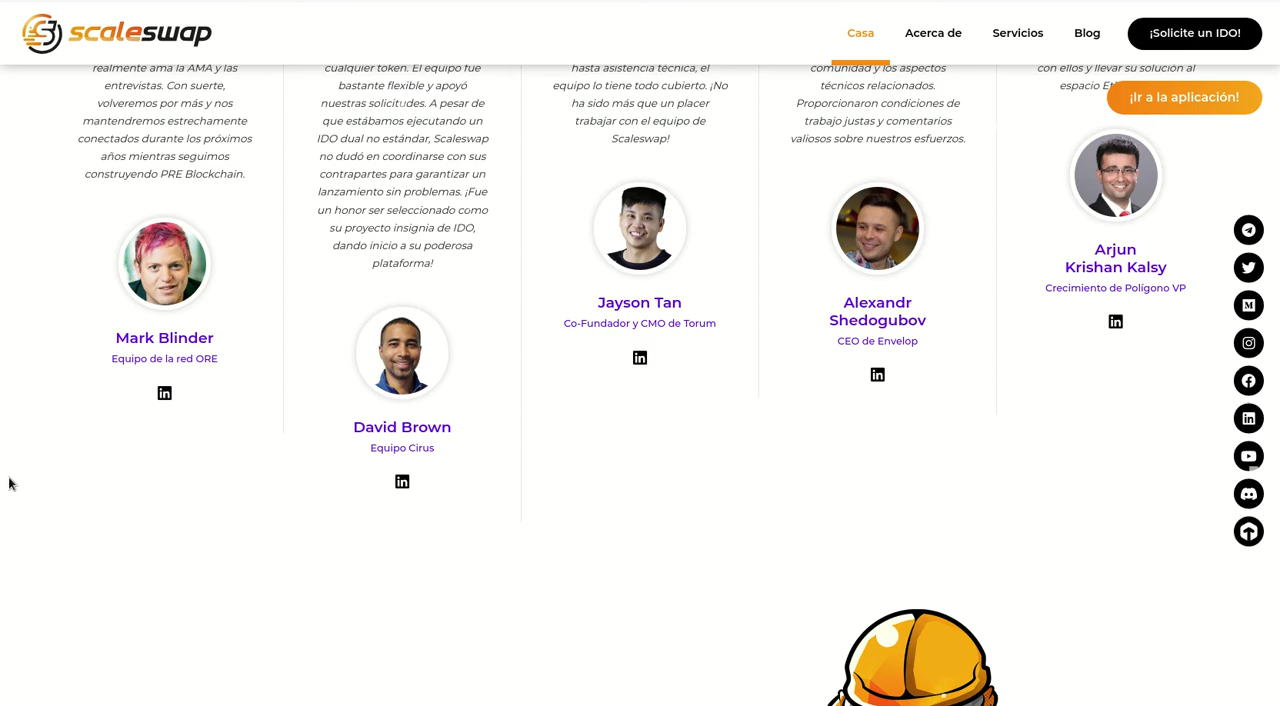 scaleswap
Casa
Acerca de
Servicios
Blog
¡Solicite un IDO!
¡Ir a la aplicación!
realmente ama la AMA y las
entrevistas. Con suerte,
volveremos por más y nos
mantendremos estrechamente
conectados durante los próximos
años mientras seguimos
construyendo PRE Blockchain.
Mark Blinder
Equipo de la red ORE
cualquier token. El equipo fue
bastante flexible y apoyó
nuestras solicitudes. A pesar de
que estábamos ejecutando un
IDO dual no estándar, Scaleswap
no dudó en coordinarse con sus
contrapartes para garantizar un
lanzamiento sin problemas. ¡Fue
un honor ser seleccionado como
su proyecto insignia de IDO,
dando inicio a su poderosa
plataforma!
David Brown
Equipo Cirus
hasta asistencia técnica, el
equipo lo tiene todo cubierto. ¡No
ha sido más que un placer
trabajar con el equipo de
Scaleswap!
Jayson Tan
Co-Fundador y CMO de Torum
comunidad y los aspectos
técnicos relacionados.
Proporcionaron condiciones de
trabajo justas y comentarios
valiosos sobre nuestros esfuerzos.
Alexandr
Shedogubov
CEO de Envelop
con ellos y llevar su solución al
espacio
Arjun
Krishan Kalsy
Crecimiento de Polígono VP